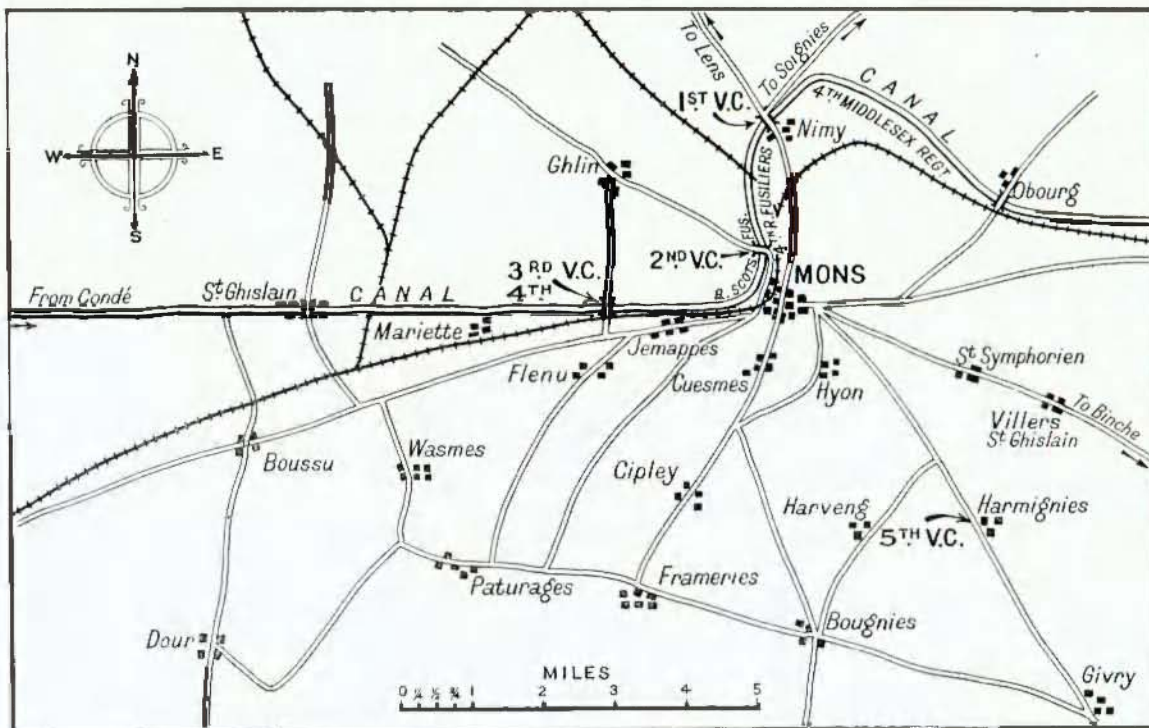 N
W
E
S
To Lens
To Soignies
CANAL
4TH MIDDLESEX REGT
1ST V.C.
Nimy
Ghlin
4TH R. FUSILIERS
R. SCOTS FUS.
Obourg
3RD V.C.
4TH
2ND V.C.
MONS
From Condé
St Ghislain
CANAL
Mariette
Jemappes
Flenu
Cuesmes
Hyon
St Symphorien
Villers
St Ghislain
To Binche
Boussu
Wasmes
Cipley
Harveng
Harmignies
5TH V.C.
Paturages
Frameries
Bougnies
Dour
Givry
MILES
0 ¼ ½ ¾ 1 2 3 4 5